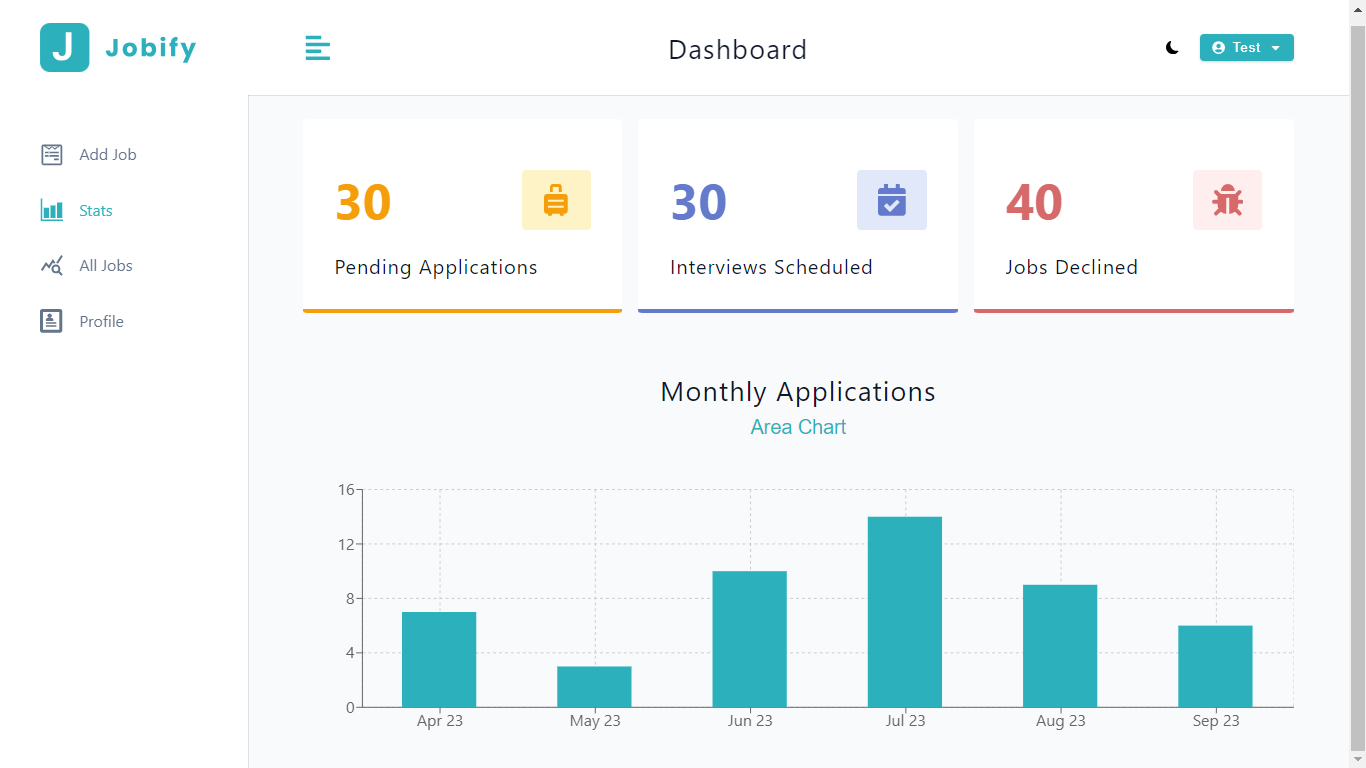 J Jobify
Dashboard
Test
Add Job
Stats
All Jobs
Profile
30
Pending Applications
30
Interviews Scheduled
40
Jobs Declined
Monthly Applications
Area Chart
16
12
8
4
0
Apr 23 May 23 Jun 23 Jul 23 Aug 23 Sep 23